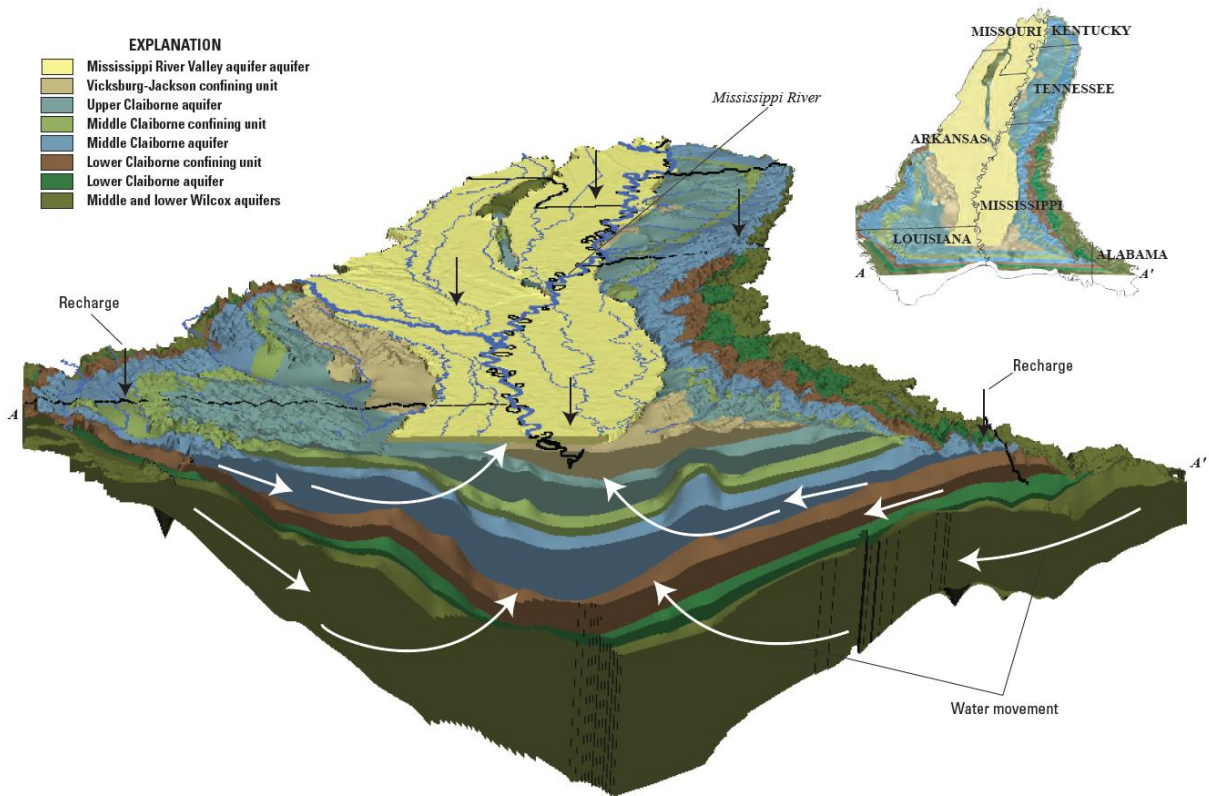 EXPLANATION
Mississippi River Valley aquifer aquifer
Vicksburg-Jackson confining unit
Upper Claiborne aquifer
Middle Claiborne confining unit
Middle Claiborne aquifer
Lower Claiborne confining unit
Lower Claiborne aquifer
Middle and lower Wilcox aquifers
Mississippi River
MISSOURI
KENTUCKY
TENNESSEE
ARKANSAS
MISSISSIPPI
LOUISIANA
ALABAMA
A
A'
Recharge
Recharge
A
A'
Water movement